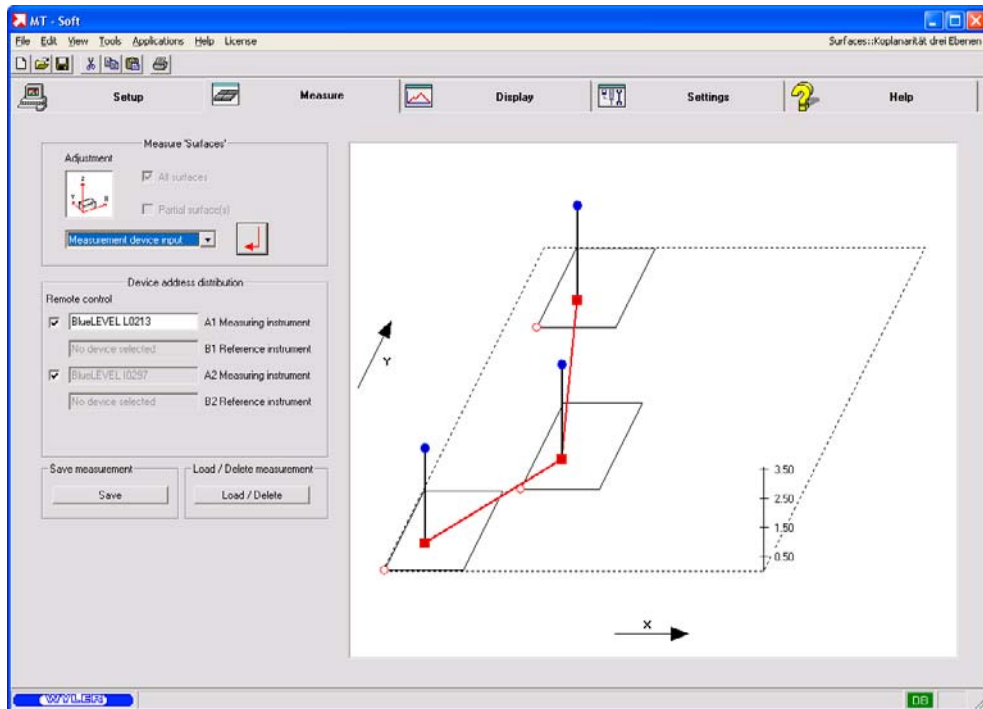 MT - Soft
File Edit View Tools Applications Help License
Surfaces::Koplanarität drei Ebenen
Setup
Measure
Display
Settings
Help
Measure 'Surfaces'
Adjustment
All surfaces
Partial surface(s)
Measurement device input
Device address distribution
Remote control
BlueLEVEL L0213 A1 Measuring instrument
No device selected B1 Reference instrument
BlueLEVEL I0297 A2 Measuring instrument
No device selected B2 Reference instrument
Save measurement
Save
Load / Delete measurement
Load / Delete
Y
3.50
2.50
1.50
0.50
X
WYLER
DB